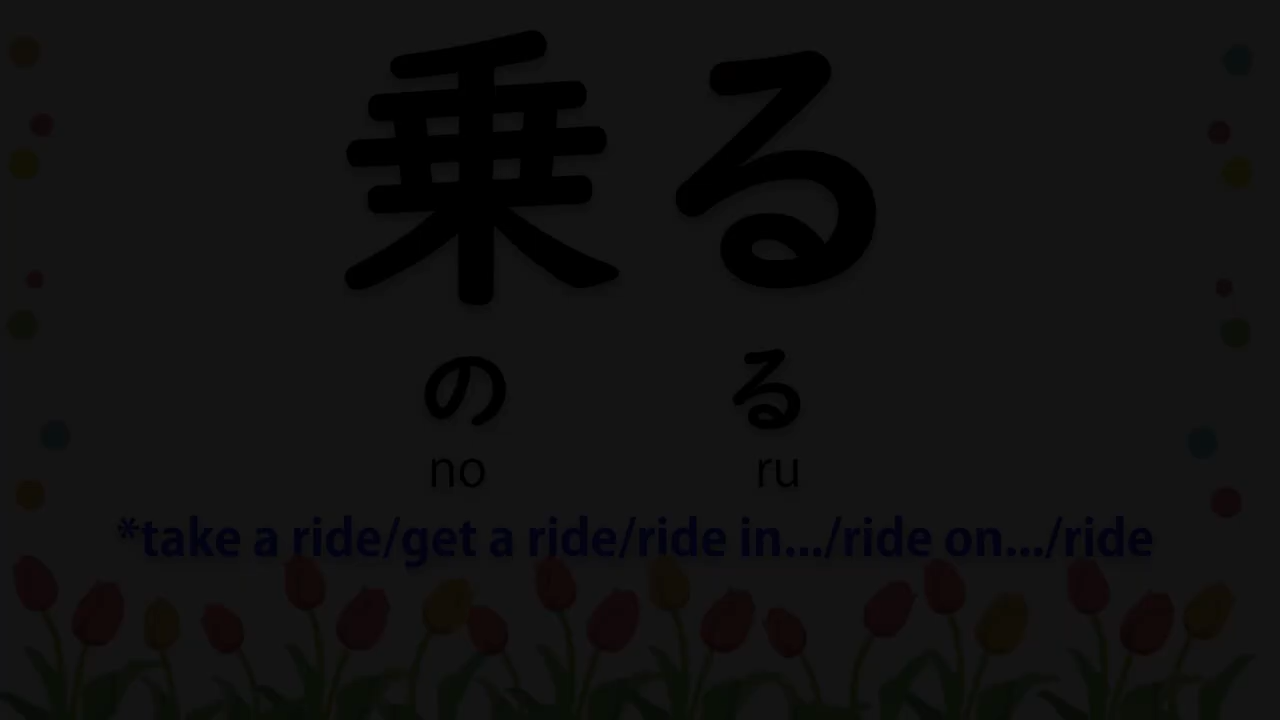 乗る
のる
no ru
*take a ride/get a ride/ride in.../ride on.../ride